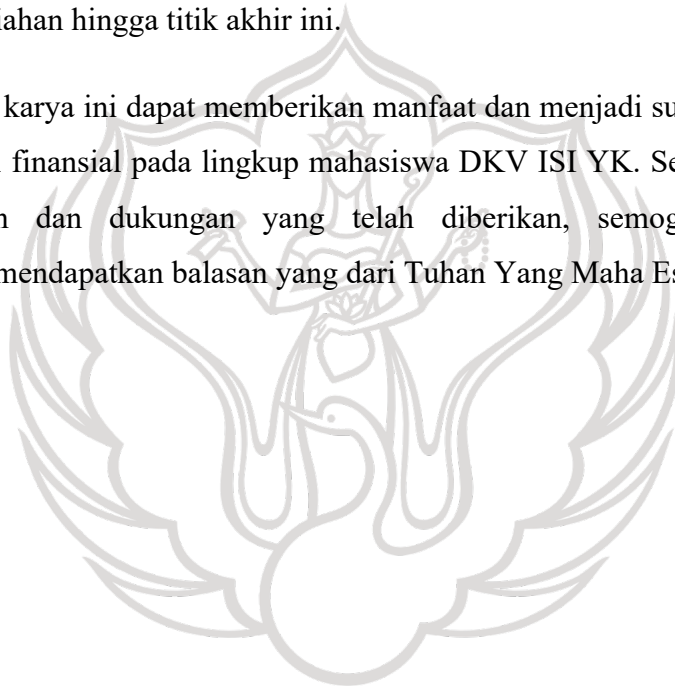 iahan hingga titik akhir ini.
karya ini dapat memberikan manfaat dan menjadi su
finansial pada lingkup mahasiswa DKV ISI YK. Se
dan dukungan yang telah diberikan, semog
mendapatkan balasan yang dari Tuhan Yang Maha Es